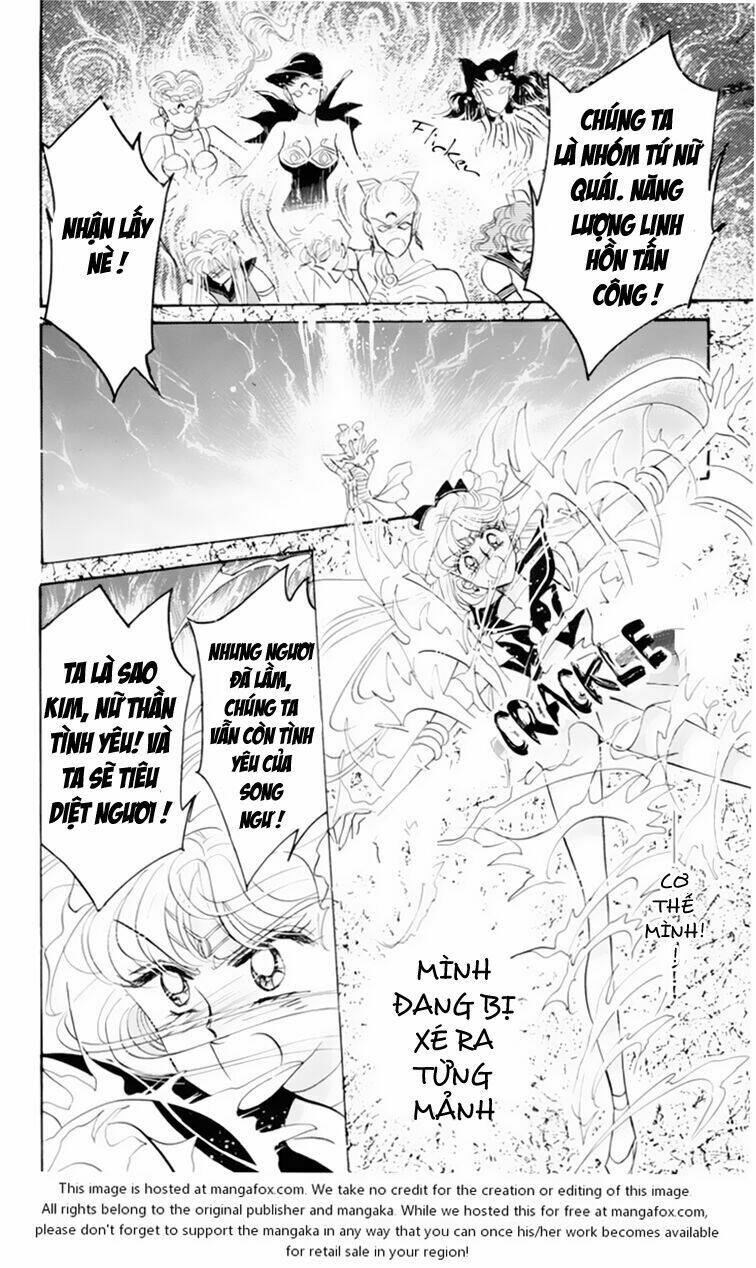 CHÚNG TA
LÀ NHÓM TỨ NỮ
QUÁI. NĂNG
LƯỢNG LINH
HỒN TẤN
CÔNG !
Flicker
NHẬN LẤY
NÈ !
CRACKLE
NHƯNG NGƯƠI
ĐÃ LẦM,
CHÚNG TA
VẪN CÒN TÌNH
YÊU CỦA
SONG
NGƯ !
TA LÀ SAO
KIM, NỮ THẦN
TÌNH YÊU! VÀ
TA SẼ TIÊU
DIỆT NGƯƠI !
CƠ
THỂ
MÌNH!
MÌNH
ĐANG BỊ
XÉ RA
TỪNG
MẢNH
This image is hosted at mangafox.com. We take no credit for the creation or editing of this image
All rights belong to the original publisher and mangaka. While we hosted this for free at mangafox.com,
please don't forget to support the mangaka in any way that you can once his/her work becomes available
for retail sale in your region!